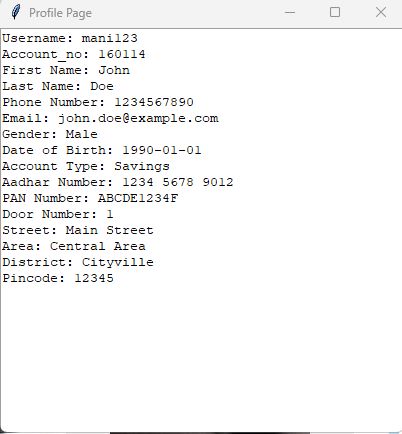 Profile Page
Username: mani123
Account_no: 160114
First Name: John
Last Name: Doe
Phone Number: 1234567890
Email: john.doe@example.com
Gender: Male
Date of Birth: 1990-01-01
Account Type: Savings
Aadhar Number: 1234 5678 9012
PAN Number: ABCDE1234F
Door Number: 1
Street: Main Street
Area: Central Area
District: Cityville
Pincode: 12345